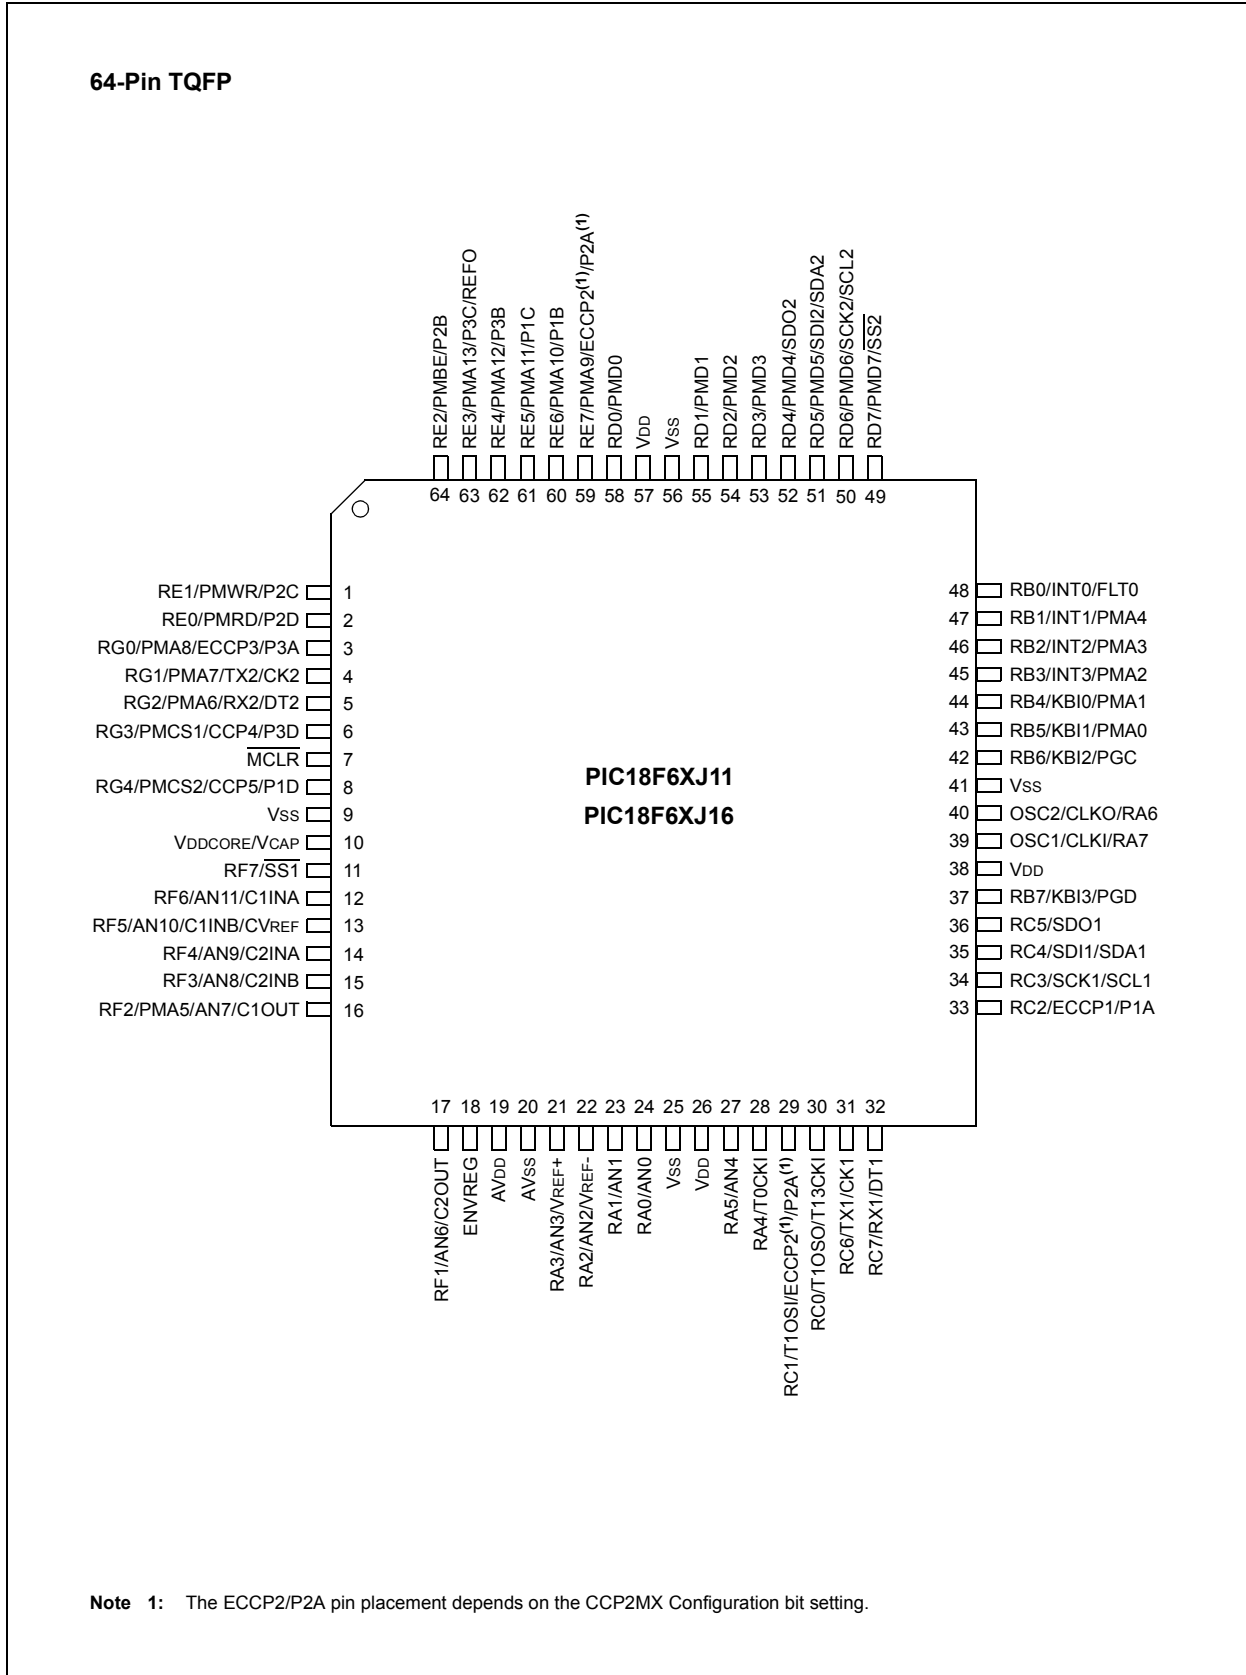 64-Pin TQFP
RE2/PMBE/P2B
RE3/PMA13/P3C/REFO
RE4/PMA12/P3B
RE5/PMA11/P1C
RE6/PMA10/P1B
RE7/PMA9/ECCP2(1)/P2A(1)
RD0/PMD0
VDD
VSS
RD1/PMD1
RD2/PMD2
RD3/PMD3
RD4/PMD4/SDO2
RD5/PMD5/SDI2/SDA2
RD6/PMD6/SCK2/SCL2
RD7/PMD7/SS2
64 63 62 61 60 59 58 57 56 55 54 53 52 51 50 49
RE1/PMWR/P2C 1
RE0/PMRD/P2D 2
RG0/PMA8/ECCP3/P3A 3
RG1/PMA7/TX2/CK2 4
RG2/PMA6/RX2/DT2 5
RG3/PMCS1/CCP4/P3D 6
MCLR 7
RG4/PMCS2/CCP5/P1D 8
VSS 9
VDDCORE/VCAP 10
RF7/SS1 11
RF6/AN11/C1INA 12
RF5/AN10/C1INB/CVREF 13
RF4/AN9/C2INA 14
RF3/AN8/C2INB 15
RF2/PMA5/AN7/C1OUT 16
PIC18F6XJ11
PIC18F6XJ16
48 RB0/INT0/FLT0
47 RB1/INT1/PMA4
46 RB2/INT2/PMA3
45 RB3/INT3/PMA2
44 RB4/KBI0/PMA1
43 RB5/KBI1/PMA0
42 RB6/KBI2/PGC
41 VSS
40 OSC2/CLKO/RA6
39 OSC1/CLKI/RA7
38 VDD
37 RB7/KBI3/PGD
36 RC5/SDO1
35 RC4/SDI1/SDA1
34 RC3/SCK1/SCL1
33 RC2/ECCP1/P1A
17 18 19 20 21 22 23 24 25 26 27 28 29 30 31 32
RF1/AN6/C2OUT
ENVREG
AVDD
AVSS
RA3/AN3/VREF+
RA2/AN2/VREF-
RA1/AN1
RA0/AN0
VSS
VDD
RA5/AN4
RA4/T0CKI
RC1/T1OSI/ECCP2(1)/P2A(1)
RC0/T1OSO/T13CKI
RC6/TX1/CK1
RC7/RX1/DT1
Note 1: The ECCP2/P2A pin placement depends on the CCP2MX Configuration bit setting.